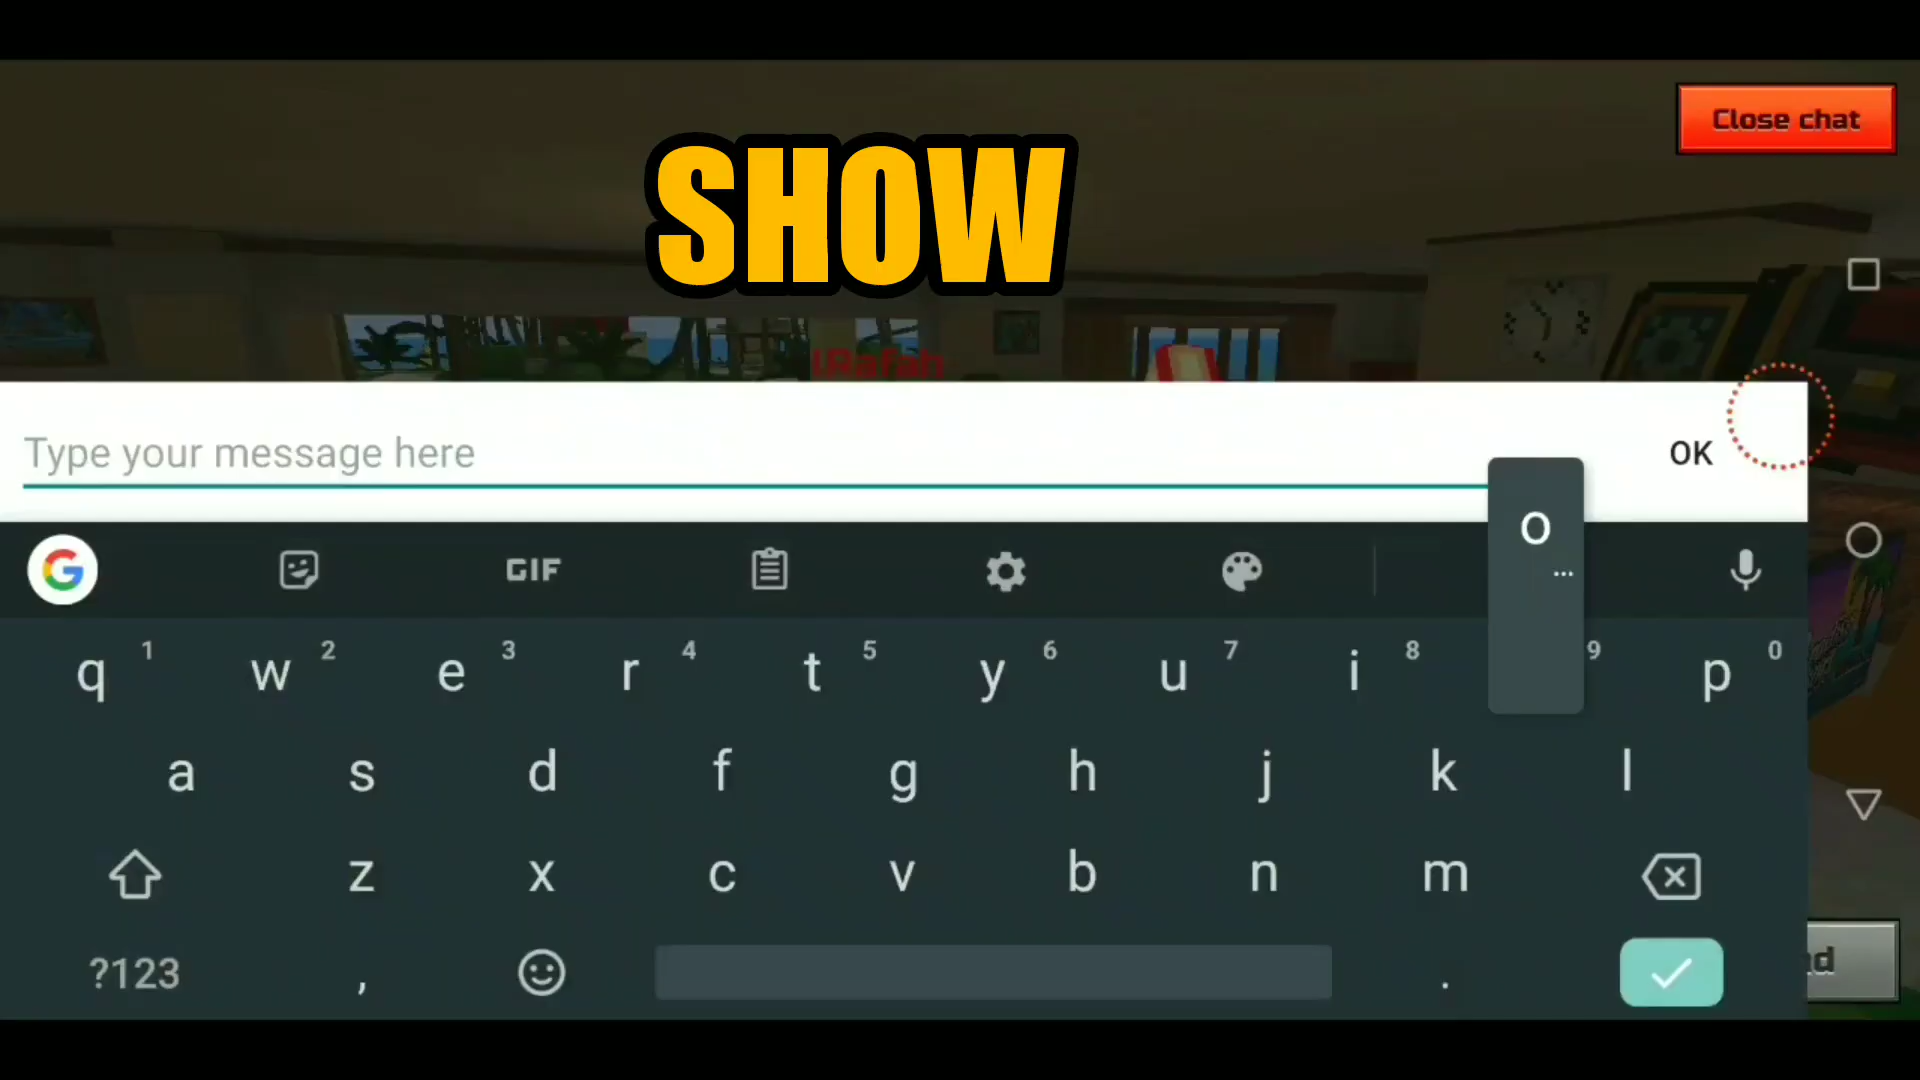 Close chat
SHOW
!Rafah
Type your message here
OK
GIF
o
...
q 1 w 2 e 3 r 4 t 5 y 6 u 7 i 8 9 p 0
a s d f g h j k l
z x c v b n m
?123 , .